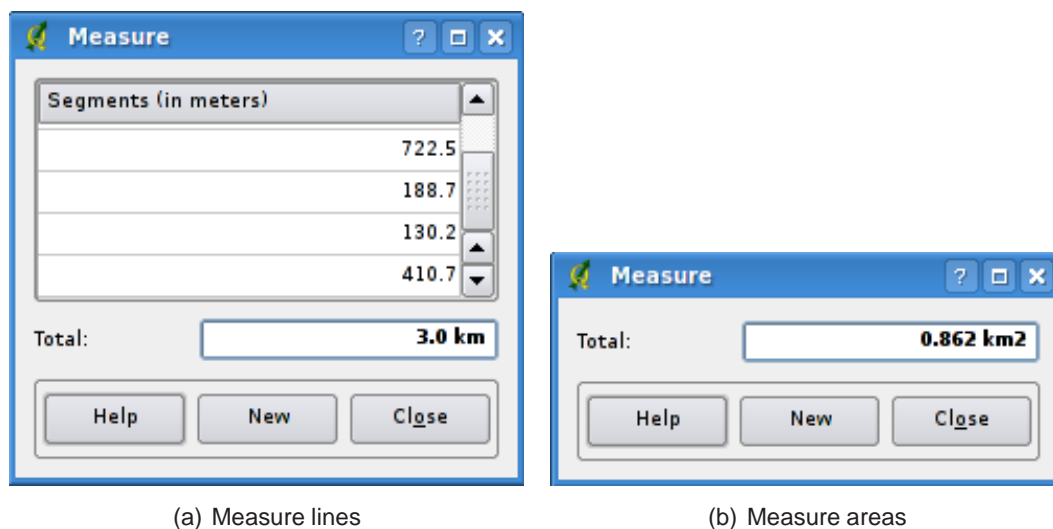 Measure
Segments (in meters)
722.5
188.7
130.2
410.7
Total: 3.0 km
Help New Close
(a) Measure lines
Measure
Total: 0.862 km2
Help New Close
(b) Measure areas